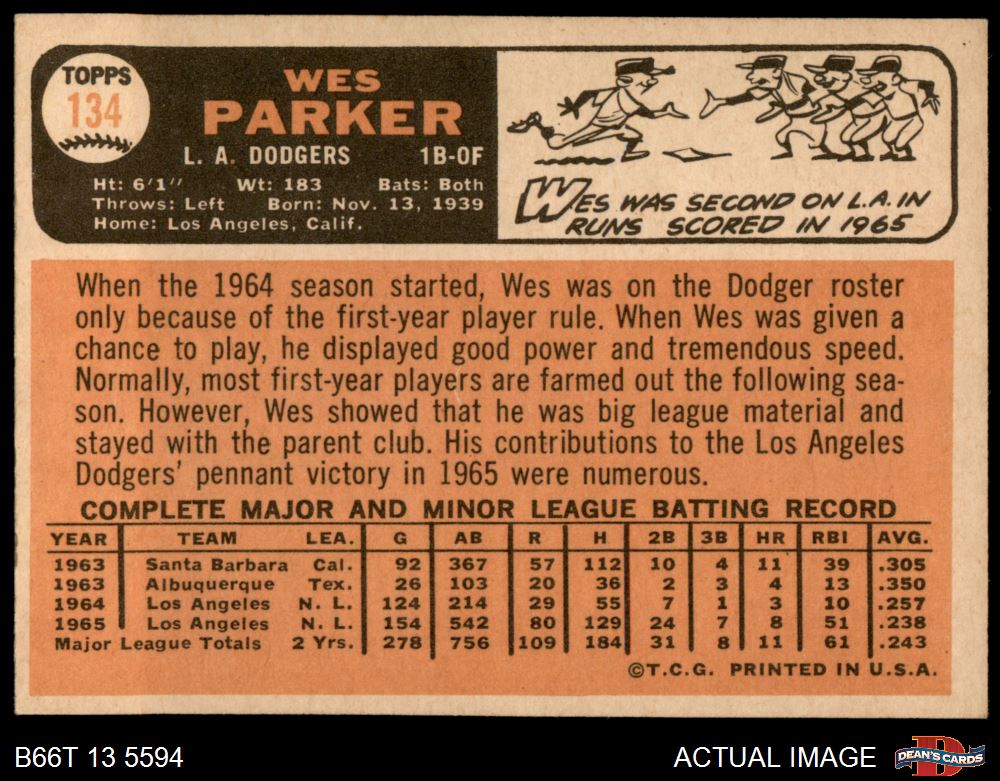 TOPPS
134
WES
PARKER
L. A. DODGERS 1B-OF
Ht: 6'1" Wt: 183 Bats: Both
Throws: Left Born: Nov. 13, 1939
Home: Los Angeles, Calif.
WES WAS SECOND ON L.A. IN
RUNS SCORED IN 1965
When the 1964 season started, Wes was on the Dodger roster
only because of the first-year player rule. When Wes was given a
chance to play, he displayed good power and tremendous speed.
Normally, most first-year players are farmed out the following sea-
son. However, Wes showed that he was big league material and
stayed with the parent club. His contributions to the Los Angeles
Dodgers' pennant victory in 1965 were numerous.
COMPLETE MAJOR AND MINOR LEAGUE BATTING RECORD
YEAR TEAM LEA. G AB R H 2B 3B HR RBI AVG.
1963 Santa Barbara Cal. 92 367 57 112 10 4 11 39 .305
1963 Albuquerque Tex. 26 103 20 36 2 3 4 13 .350
1964 Los Angeles N. L. 124 214 29 55 7 1 3 10 .257
1965 Los Angeles N. L. 154 542 80 129 24 7 8 51 .238
Major League Totals 2 Yrs. 278 756 109 184 31 8 11 61 .243
©T.C.G. PRINTED IN U.S.A.
B66T 13 5594 ACTUAL IMAGE
D
DEAN'S CARDS